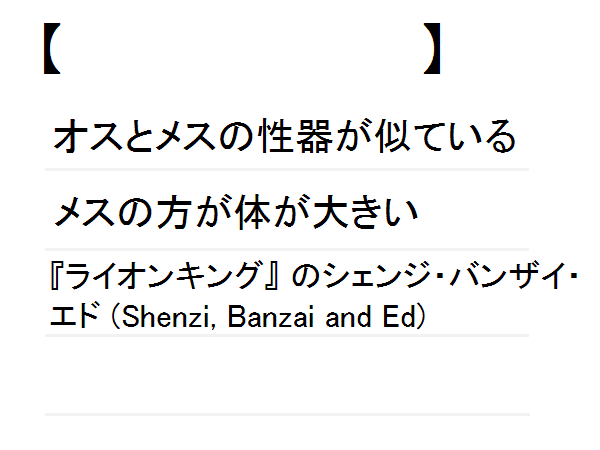 【　　　　　　　】
オスとメスの性器が似ている
メスの方が体が大きい
『ライオンキング』のシェンジ・バンザイ・
エド (Shenzi, Banzai and Ed)